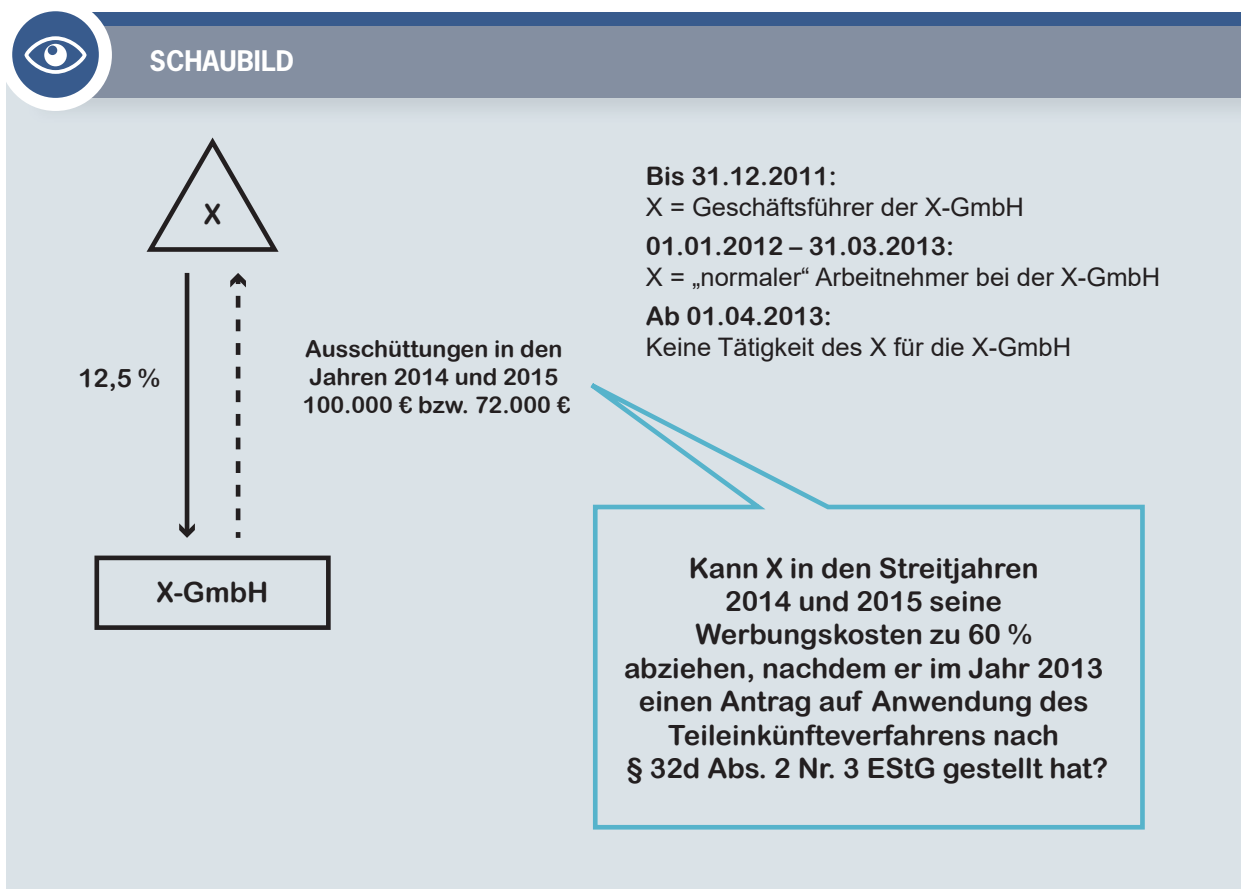 SCHAUBILD
X
Bis 31.12.2011:
X = Geschäftsführer der X-GmbH
01.01.2012 – 31.03.2013:
X = „normaler“ Arbeitnehmer bei der X-GmbH
Ab 01.04.2013:
Keine Tätigkeit des X für die X-GmbH
12,5 %
Ausschüttungen in den
Jahren 2014 und 2015
100.000 € bzw. 72.000 €
X-GmbH
Kann X in den Streitjahren
2014 und 2015 seine
Werbungskosten zu 60 %
abziehen, nachdem er im Jahr 2013
einen Antrag auf Anwendung des
Teileinkünfteverfahrens nach
§ 32d Abs. 2 Nr. 3 EStG gestellt hat?